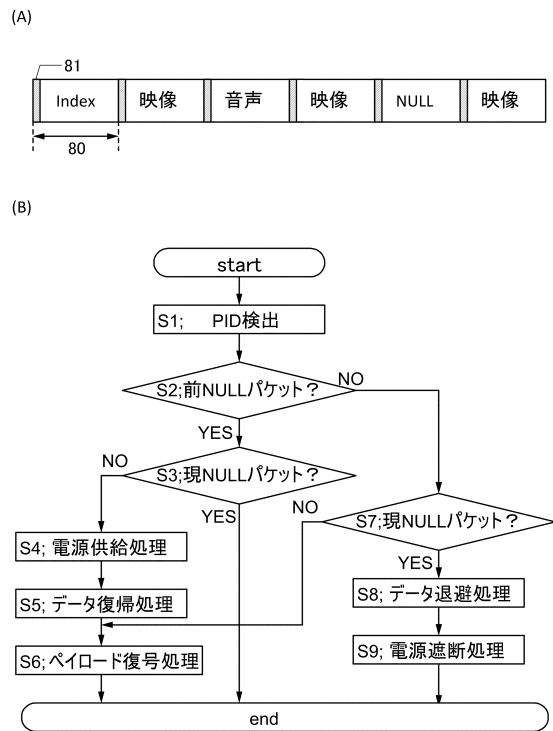 (A)
81
Index 映像 音声 映像 NULL 映像
80
(B)
start
S1; PID検出
S2;前NULLパケット？
NO
YES
S3;現NULLパケット？
NO
YES
S7;現NULLパケット？
NO
YES
S4; 電源供給処理
S8; データ退避処理
S5; データ復帰処理
S9; 電源遮断処理
S6;ペイロード復号処理
end